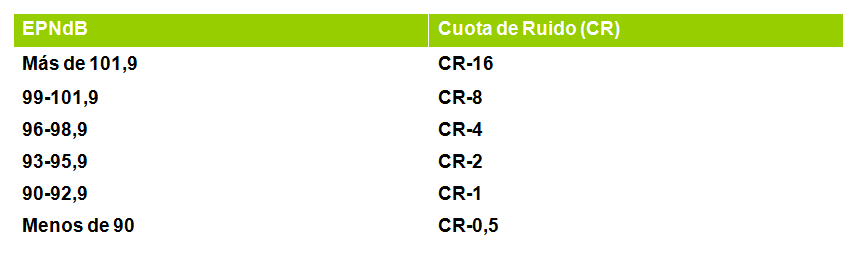 EPNdB Cuota de Ruido (CR)
Más de 101,9 CR-16
99-101,9 CR-8
96-98,9 CR-4
93-95,9 CR-2
90-92,9 CR-1
Menos de 90 CR-0,5